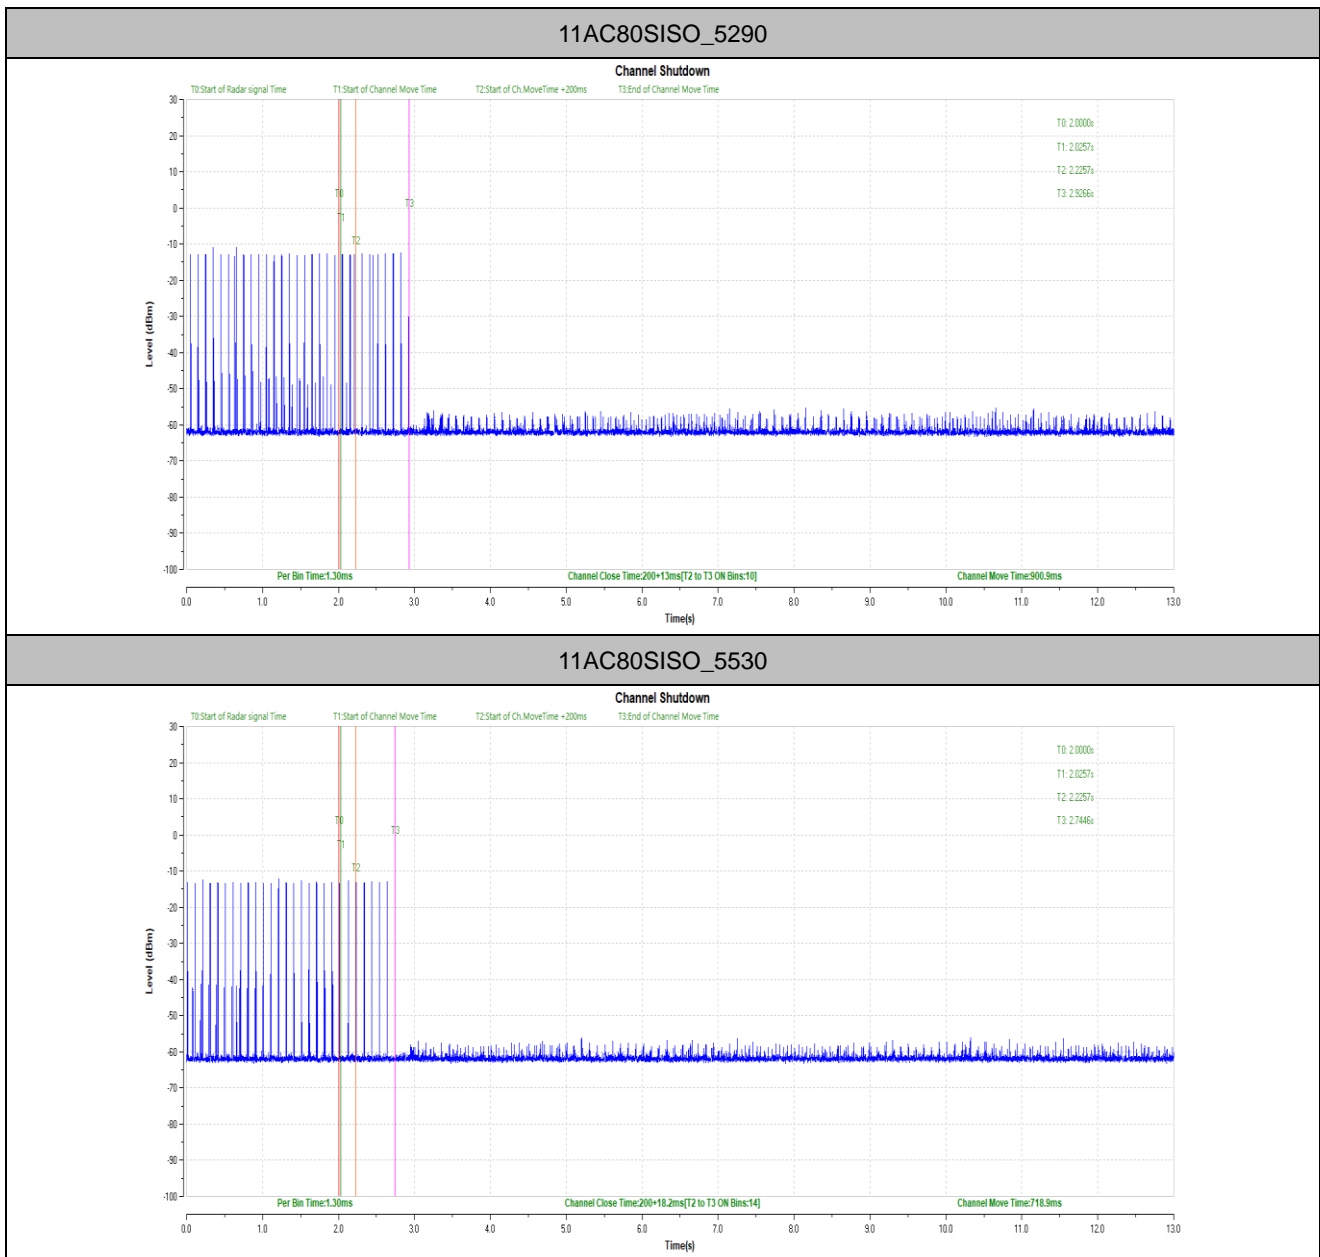 11AC80SISO_5290
Channel Shutdown
T0:Start of Radar signal Time T1:Start of Channel Move Time T2:Start of Ch.MoveTime +200ms T3:End of Channel Move Time
30
T0: 2.0000s
20
T1: 2.0257s
10
T2: 2.2257s
T3: 2.9266s
T0
0
T3
T1
T2
-10
-20
-30
Level (dBm)
-40
-50
-60
-70
-80
-90
-100
Per Bin Time:1.30ms Channel Close Time:200+13ms[T2 to T3 ON Bins:10] Channel Move Time:900.9ms
0.0 1.0 2.0 3.0 4.0 5.0 6.0 7.0 8.0 9.0 10.0 11.0 12.0 13.0
Time(s)
11AC80SISO_5530
Channel Shutdown
T0:Start of Radar signal Time T1:Start of Channel Move Time T2:Start of Ch.MoveTime +200ms T3:End of Channel Move Time
30
T0: 2.0000s
20
T1: 2.0257s
10
T2: 2.2257s
T3: 2.7446s
T0
0
T3
T1
T2
-10
-20
-30
Level (dBm)
-40
-50
-60
-70
-80
-90
-100
Per Bin Time:1.30ms Channel Close Time:200+18.2ms[T2 to T3 ON Bins:14] Channel Move Time:718.9ms
0.0 1.0 2.0 3.0 4.0 5.0 6.0 7.0 8.0 9.0 10.0 11.0 12.0 13.0
Time(s)